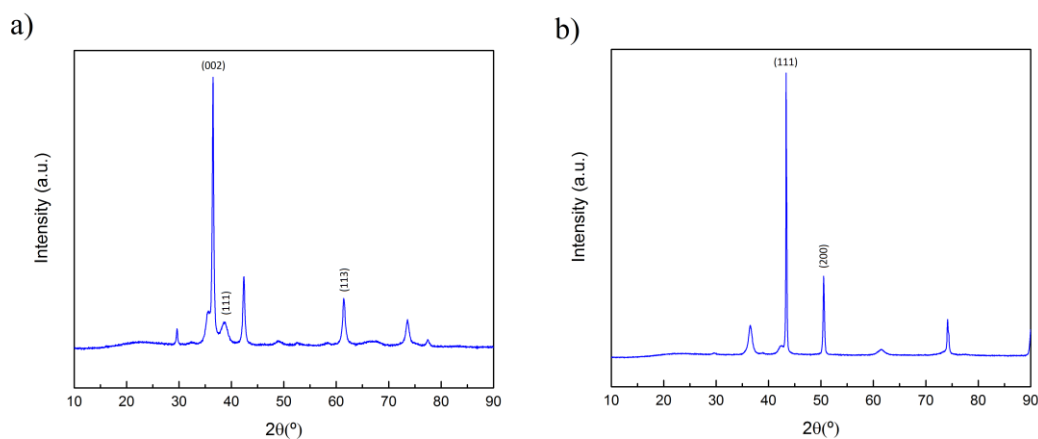 a)
(002)
(111)
(113)
Intensity (a.u.)
10 20 30 40 50 60 70 80 90
2θ(º)
b)
(111)
(200)
Intensity (a.u.)
10 20 30 40 50 60 70 80 90
2θ(º)